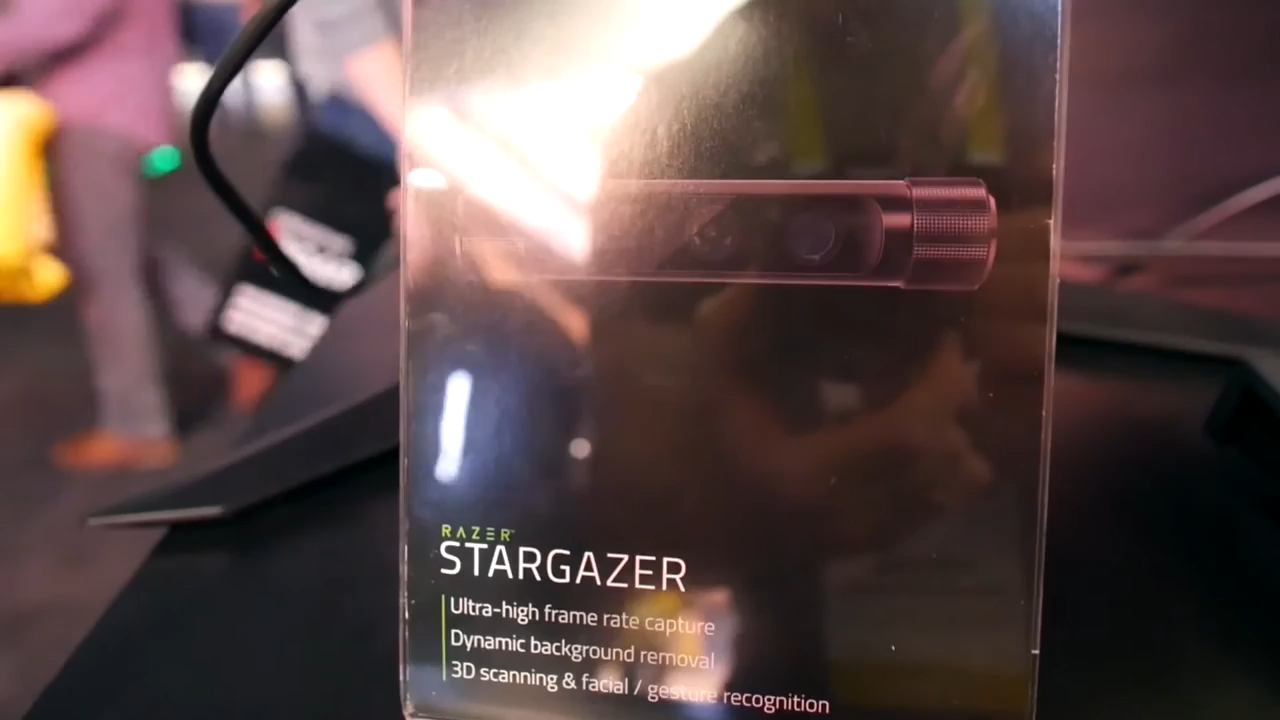 RAZER™
STARGAZER
Ultra-high frame rate capture
Dynamic background removal
3D scanning & facial / gesture recognition